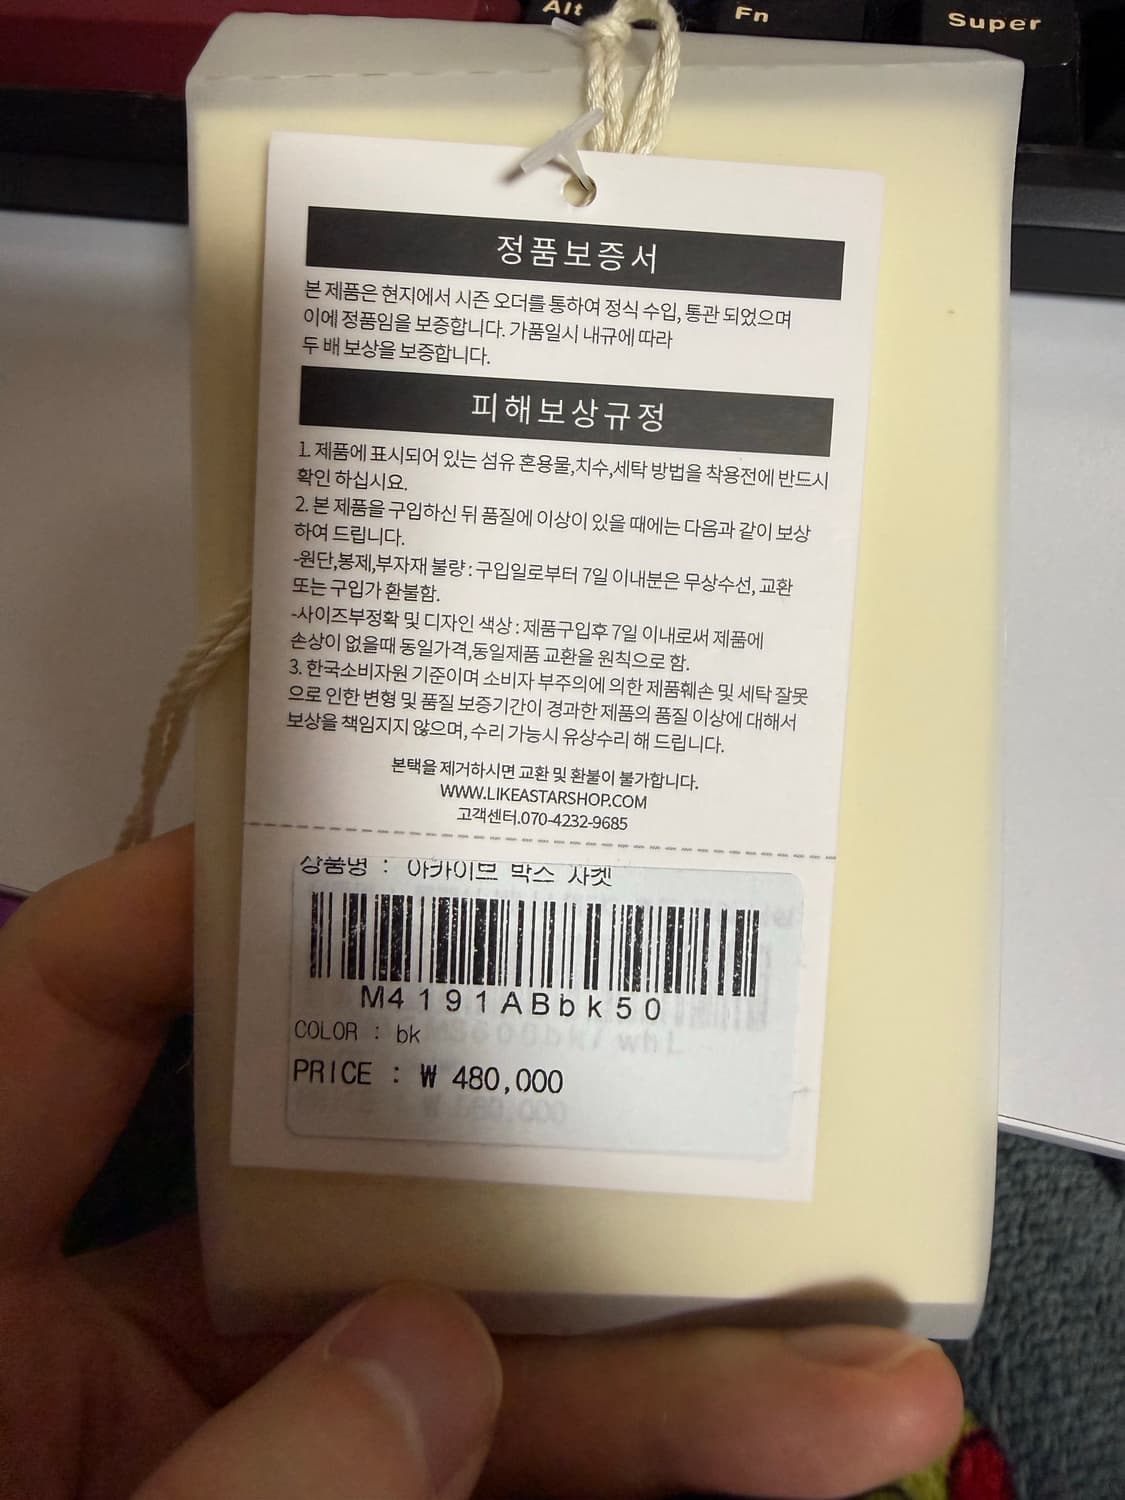 Alt
Fn
Super
정품보증서
본 제품은 현지에서 시즌 오더를 통하여 정식 수입, 통관 되었으며
이에 정품임을 보증합니다. 가품일시 내규에 따라
두 배 보상을 보증합니다.
피해보상규정
1. 제품에 표시되어 있는 섬유 혼용물,치수,세탁 방법을 착용전에 반드시
확인 하십시요.
2. 본 제품을 구입하신 뒤 품질에 이상이 있을 때에는 다음과 같이 보상
하여 드립니다.
-원단,봉제,부자재 불량 : 구입일로부터 7일 이내분은 무상수선, 교환
또는 구입가 환불함.
-사이즈부정확 및 디자인 색상 : 제품구입후 7일 이내로써 제품에
손상이 없을때 동일가격,동일제품 교환을 원칙으로 함.
3. 한국소비자원 기준이며 소비자 부주의에 의한 제품훼손 및 세탁 잘못
으로 인한 변형 및 품질 보증기간이 경과한 제품의 품질 이상에 대해서
보상을 책임지지 않으며, 수리 가능시 유상수리 해 드립니다.
본택을 제거하시면 교환 및 환불이 불가합니다.
WWW.LIKEASTARSHOP.COM
고객센터.070-4232-9685
상품명 : 아카이브 박스 자켓
M4191ABbk50
COLOR : bk
PRICE : ₩ 480,000